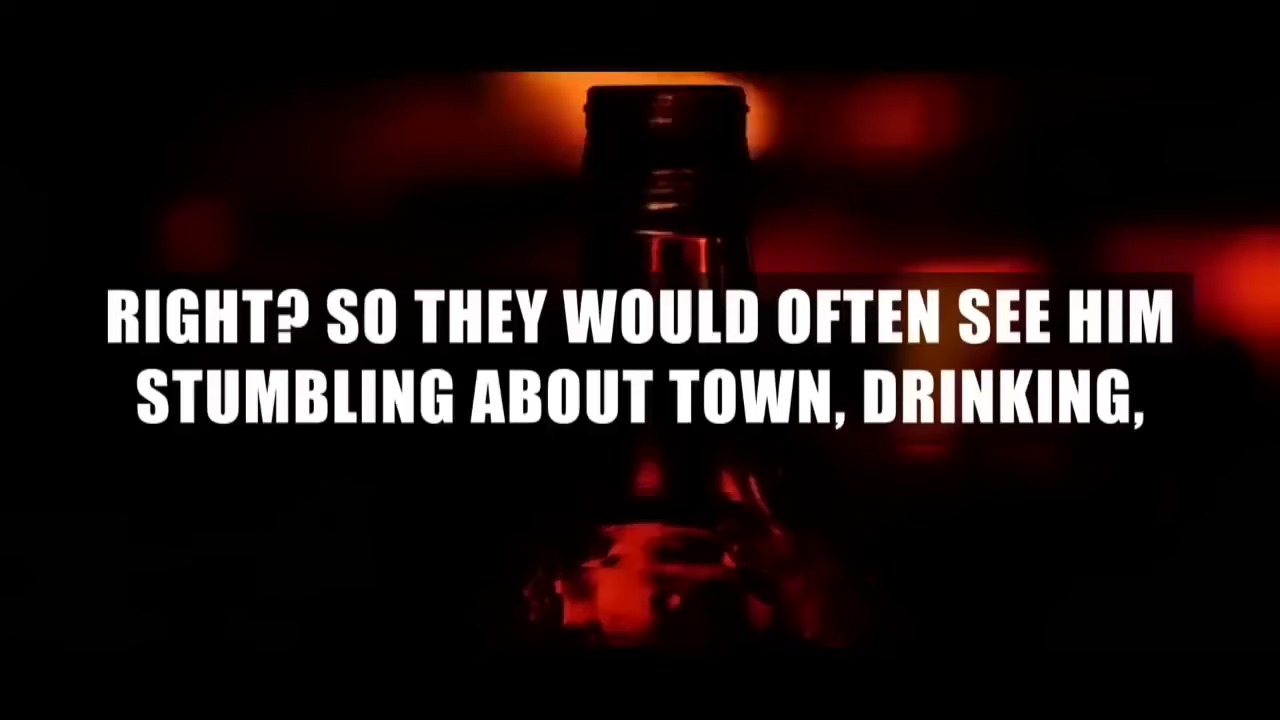 RIGHT? SO THEY WOULD OFTEN SEE HIM
STUMBLING ABOUT TOWN, DRINKING,